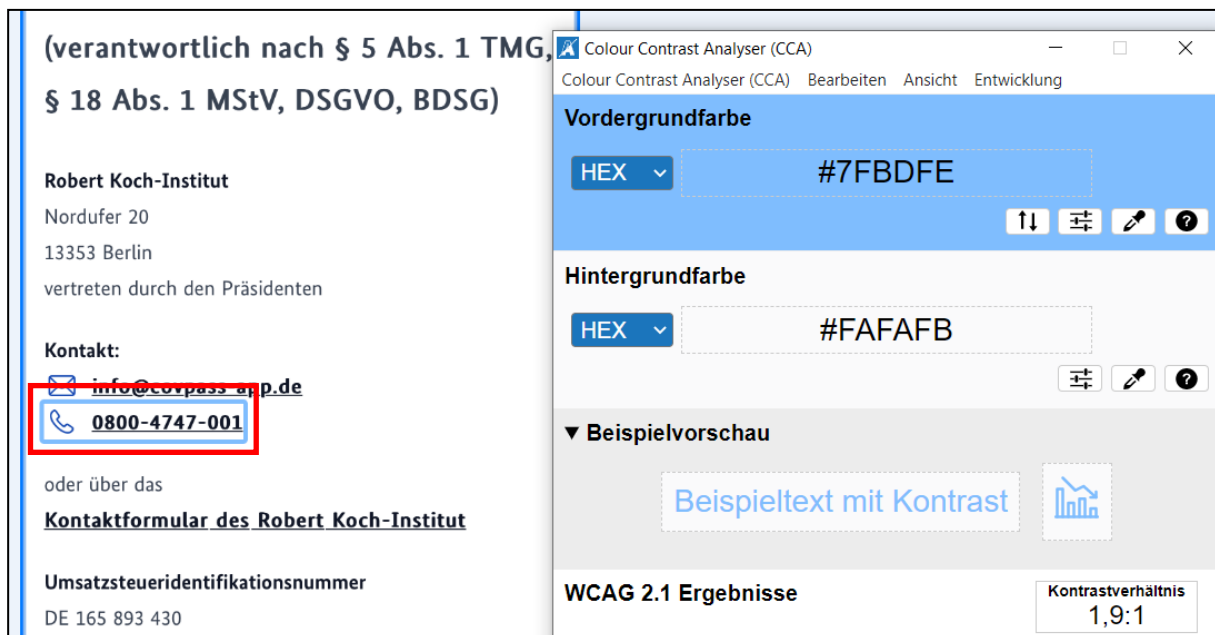 (verantwortlich nach § 5 Abs. 1 TMG,
§ 18 Abs. 1 MStV, DSGVO, BDSG)
Robert Koch-Institut
Nordufer 20
13353 Berlin
vertreten durch den Präsidenten
Kontakt:
info@covpass-app.de
0800-4747-001
oder über das
Kontaktformular des Robert Koch-Institut
Umsatzsteueridentifikationsnummer
DE 165 893 430
Colour Contrast Analyser (CCA)
Colour Contrast Analyser (CCA) Bearbeiten Ansicht Entwicklung
Vordergrundfarbe
HEX #7FBDFE
Hintergrundfarbe
HEX #FAFAFB
Beispielvorschau
Beispieltext mit Kontrast
WCAG 2.1 Ergebnisse
Kontrastverhältnis
1,9:1